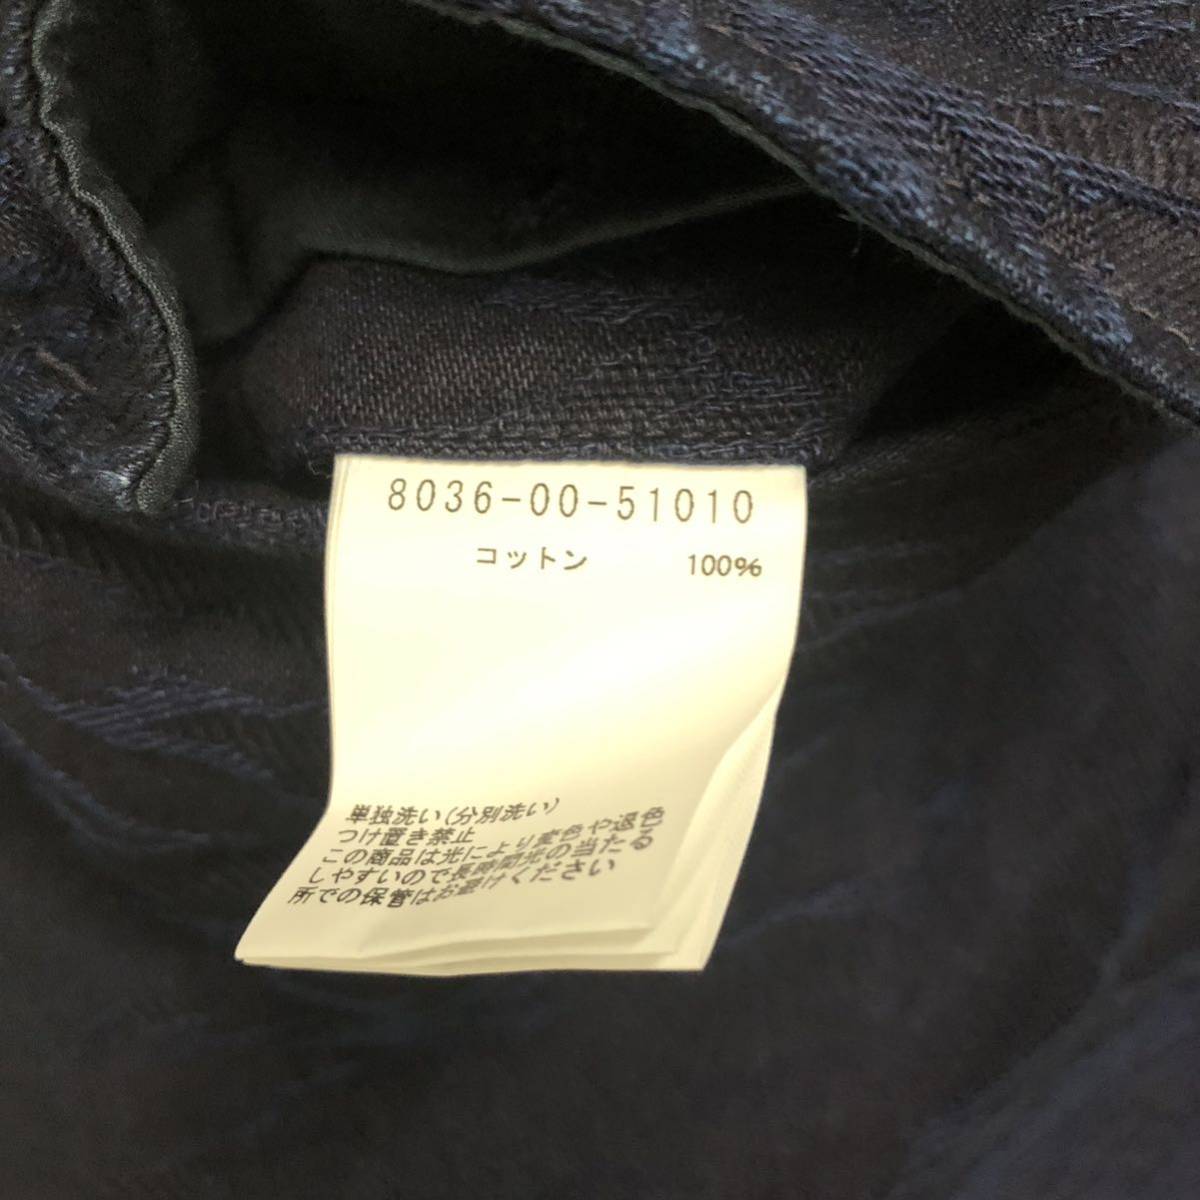 8036-00-51010
コットン 100%
単独洗い(分別洗い)
つけ置き禁止
この商品は光により変色や退色
しやすいので長時間光の当たる
所での保管はお避けください